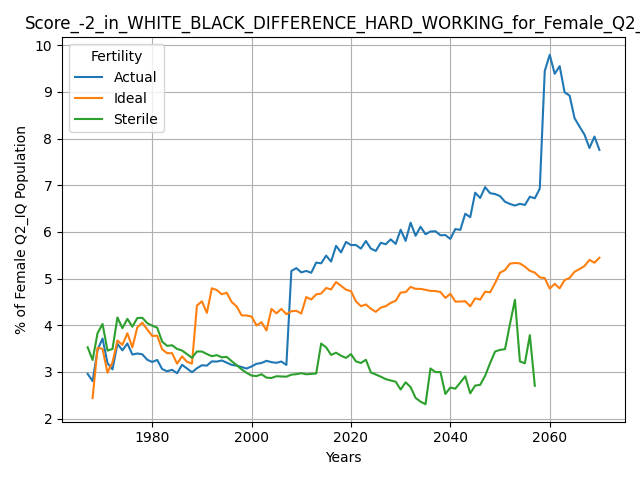 Score_-2_in_WHITE_BLACK_DIFFERENCE_HARD_WORKING_for_Female_Q2_
Fertility
Actual
Ideal
Sterile
% of Female Q2_IQ Population
10
9
8
7
6
5
4
3
2
1980 2000 2020 2040 2060
Years